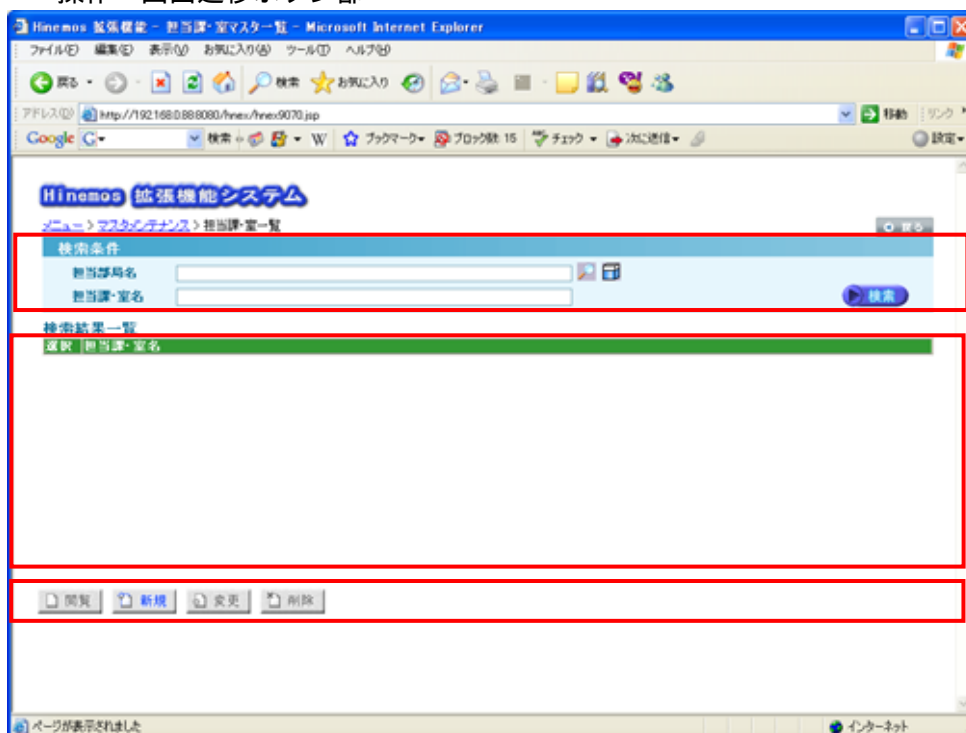 Hinemos 拡張機能 - 担当課・室マスター覧 - Microsoft Internet Explorer
ファイル(F) 編集(E) 表示(V) お気に入り(A) ツール(T) ヘルプ(H)
戻る 検索 お気に入り
アドレス(D) http://192.168.0.88:8080/hnex/hnex9070.jsp 移動 リンク
Google G 検索 W ブックマーク ブロック数 15 チェック 次に送信 設定
Hinemos 拡張機能システム
メニュー > マスタメンテナンス > 担当課・室一覧 戻る
検索条件
担当部局名
担当課・室名 検索
検索結果一覧
選択 担当課・室名
閲覧 新規 変更 削除
ページが表示されました インターネット